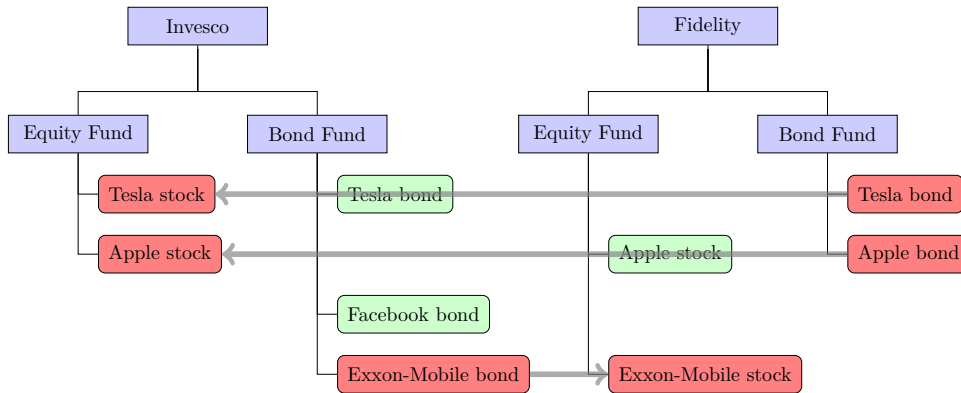 Invesco
Fidelity
Equity Fund
Bond Fund
Equity Fund
Bond Fund
Tesla stock
Tesla bond
Tesla bond
Apple stock
Apple stock
Apple bond
Facebook bond
Exxon-Mobile bond
Exxon-Mobile stock